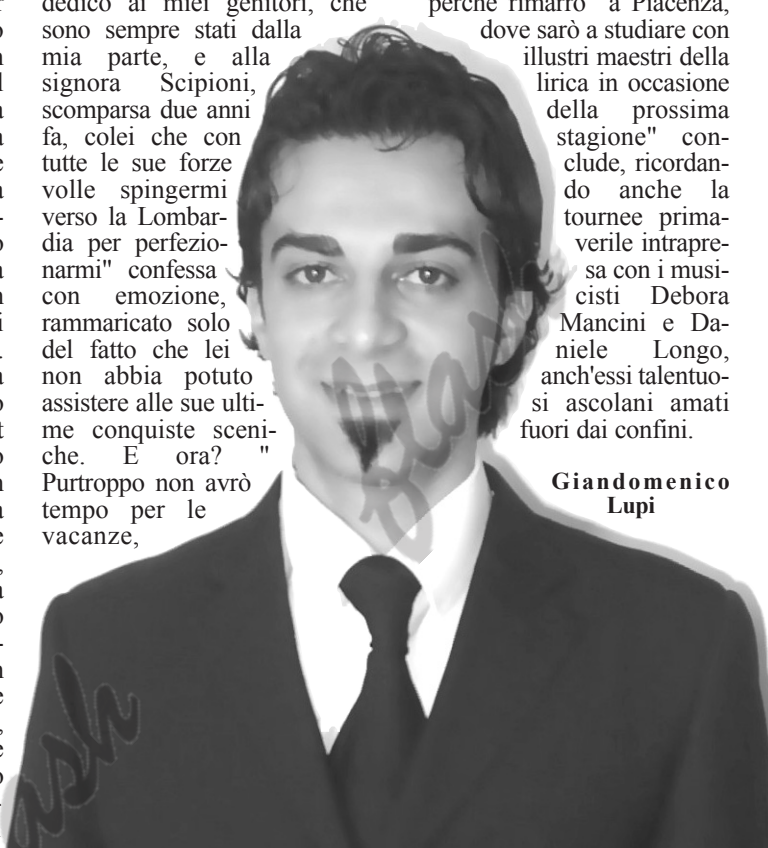 dedico ai miei genitori, che
sono sempre stati dalla
mia parte, e alla
signora Scipioni,
scomparsa due anni
fa, colei che con
tutte le sue forze
volle spingermi
verso la Lombar-
dia per perfezio-
narmi" confessa
con emozione,
rammaricato solo
del fatto che lei
non abbia potuto
assistere alle sue ulti-
me conquiste sceni-
che. E ora? "
Purtroppo non avrò
tempo per le
vacanze,
perché rimarrò a Piacenza,
dove sarò a studiare con
illustri maestri della
lirica in occasione
della prossima
stagione" con-
clude, ricordan-
do anche la
tournee prima-
verile intrapre-
sa con i musi-
cisti Debora
Mancini e Da-
niele Longo,
anch'essi talentuo-
si ascolani amati
fuori dai confini.
Giandomenico
Lupi